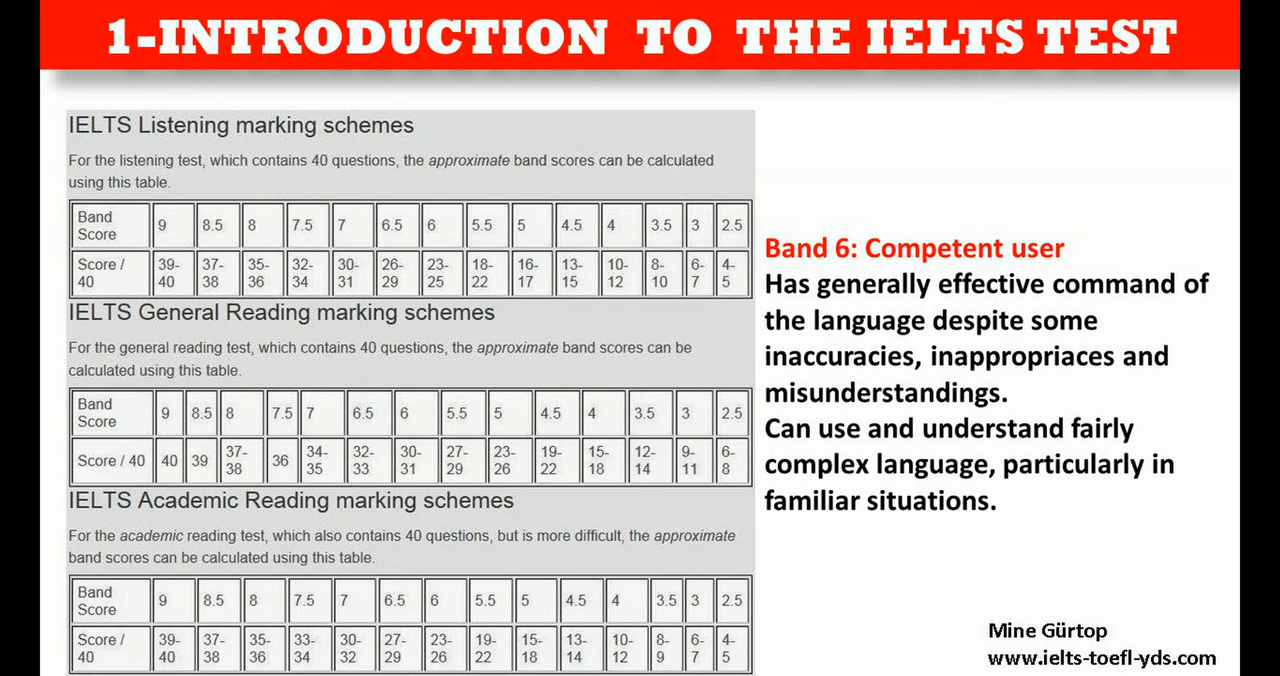 1-INTRODUCTION TO THE IELTS TEST
IELTS Listening marking schemes
For the listening test, which contains 40 questions, the approximate band scores can be calculated
using this table.
Band Score 9 8.5 8 7.5 7 6.5 6 5.5 5 4.5 4 3.5 3 2.5
Score / 40 39-40 37-38 35-36 32-34 30-31 26-29 23-25 18-22 16-17 13-15 10-12 8-10 6-7 4-5
IELTS General Reading marking schemes
For the general reading test, which contains 40 questions, the approximate band scores can be
calculated using this table.
Band Score 9 8.5 8 7.5 7 6.5 6 5.5 5 4.5 4 3.5 3 2.5
Score / 40 40 39 37-38 36 34-35 32-33 30-31 27-29 23-26 19-22 15-18 12-14 9-11 6-8
IELTS Academic Reading marking schemes
For the academic reading test, which also contains 40 questions, but is more difficult, the approximate
band scores can be calculated using this table.
Band Score 9 8.5 8 7.5 7 6.5 6 5.5 5 4.5 4 3.5 3 2.5
Score / 40 39-40 37-38 35-36 33-34 30-32 27-29 23-26 19-22 15-18 13-14 10-12 8-9 6-7 4-5
Band 6: Competent user
Has generally effective command of
the language despite some
inaccuracies, inappropriaces and
misunderstandings.
Can use and understand fairly
complex language, particularly in
familiar situations.
Mine Gürtop
www.ielts-toefl-yds.com